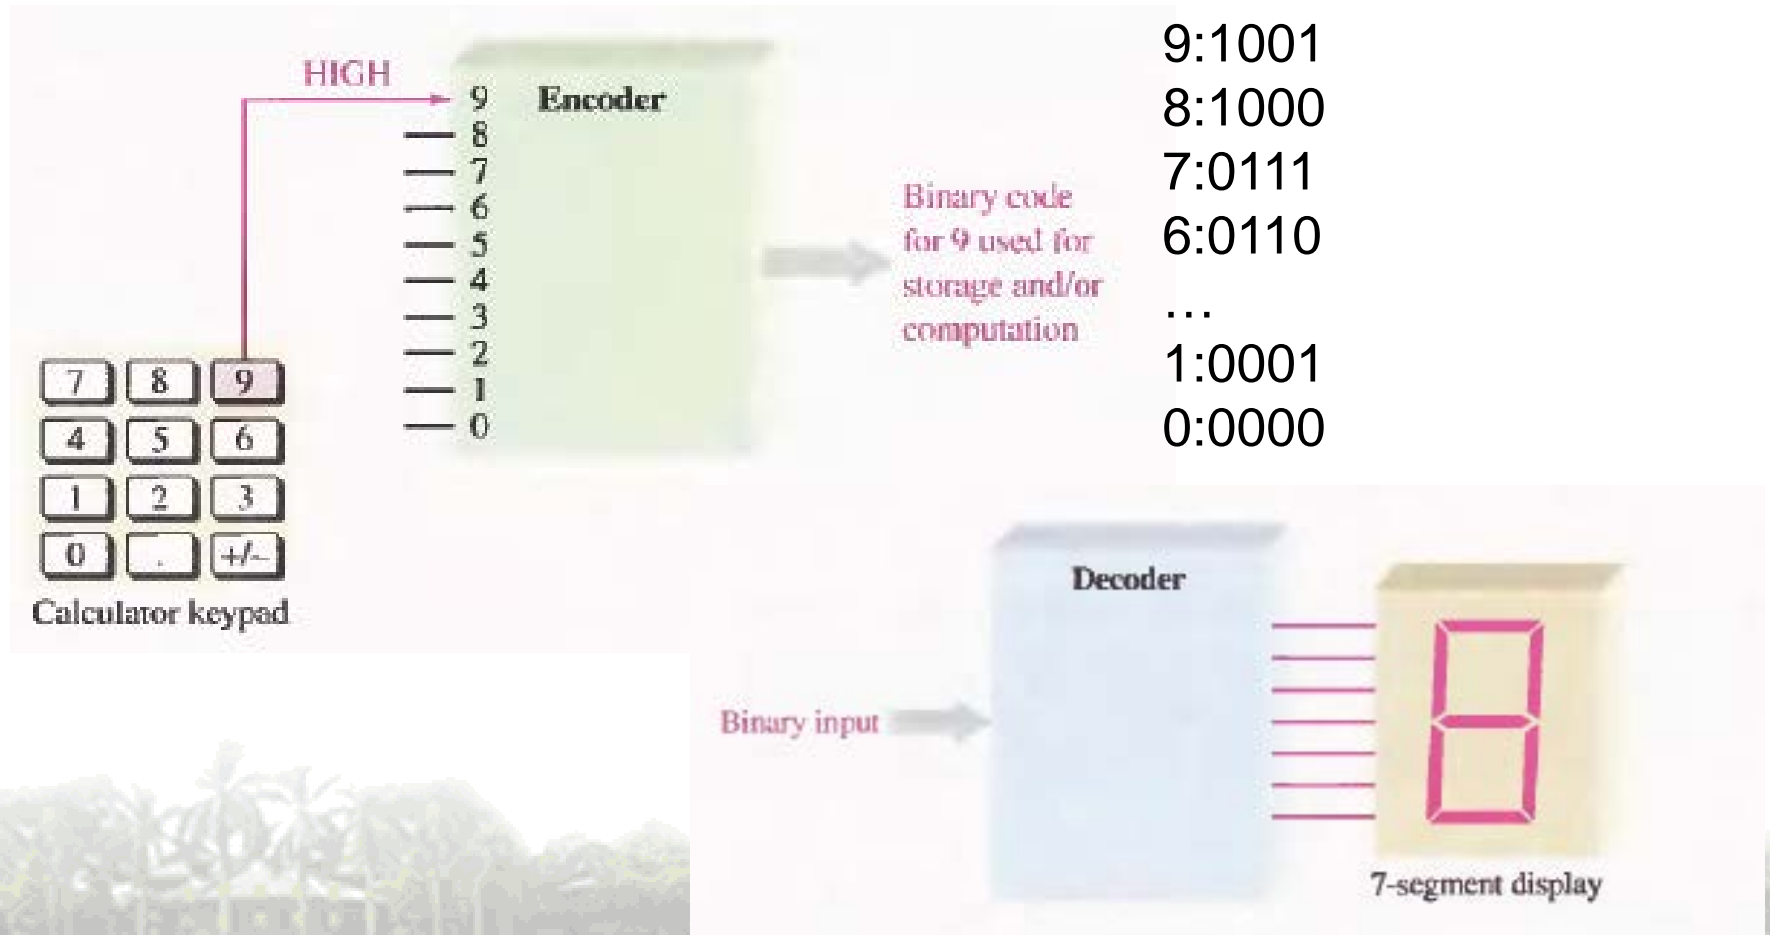 HIGH
Encoder
9
8
7
6
5
4
3
2
1
0
Binary code
for 9 used for
storage and/or
computation
7 8 9
4 5 6
1 2 3
0 . +/-
Calculator keypad
9:1001
8:1000
7:0111
6:0110
…
1:0001
0:0000
Decoder
Binary input
8
7-segment display